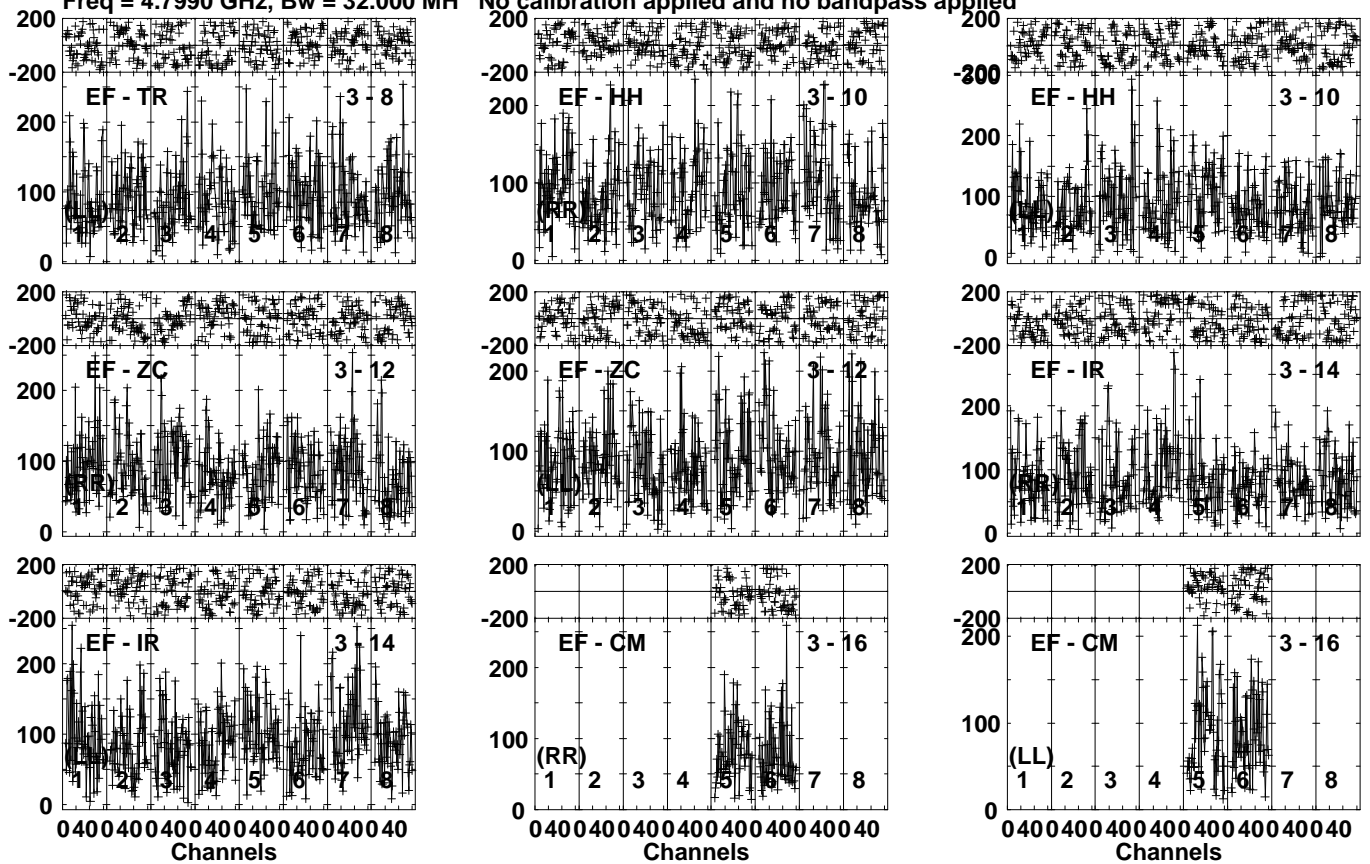 Freq = 4.7990 GHz, Bw = 32.000 MH No calibration applied and no bandpass applied
200 200 200
-200 -200
EF - TR 3 - 8 EF - HH 3 - 10 300 EF - HH 3 - 10
200 200 200
100 100 100
(LL) (RR) (LL)
1 2 3 4 5 6 7 8 1 2 3 4 5 6 7 8 1 2 3 4 5 6 7 8
0 0 0
200 200 200
-200 -200 -200
EF - ZC 3 - 12 EF - ZC 3 - 12 EF - IR 3 - 14
200 200 200
100 100 100
(RR) (LL) (RR)
1 2 3 4 5 6 7 8 1 2 3 4 5 6 7 8 1 2 3 4 5 6 7 8
0 0 0
200 200 200
-200 -200 -200
EF - IR 3 - 14 EF - CM 3 - 16 EF - CM 3 - 16
200 200 200
100 100 100
(LL) (RR) (LL)
1 2 3 4 5 6 7 8 1 2 3 4 5 6 7 8 1 2 3 4 5 6 7 8
0 0 0
0 40 0 40 0 40 0 40 0 40 0 40 0 40 0 40 0 40 0 40 0 40 0 40 0 40 0 40 0 40 0 40 0 40 0 40 0 40 0 40 0 40 0 40 0 40 0 40
Channels Channels Channels